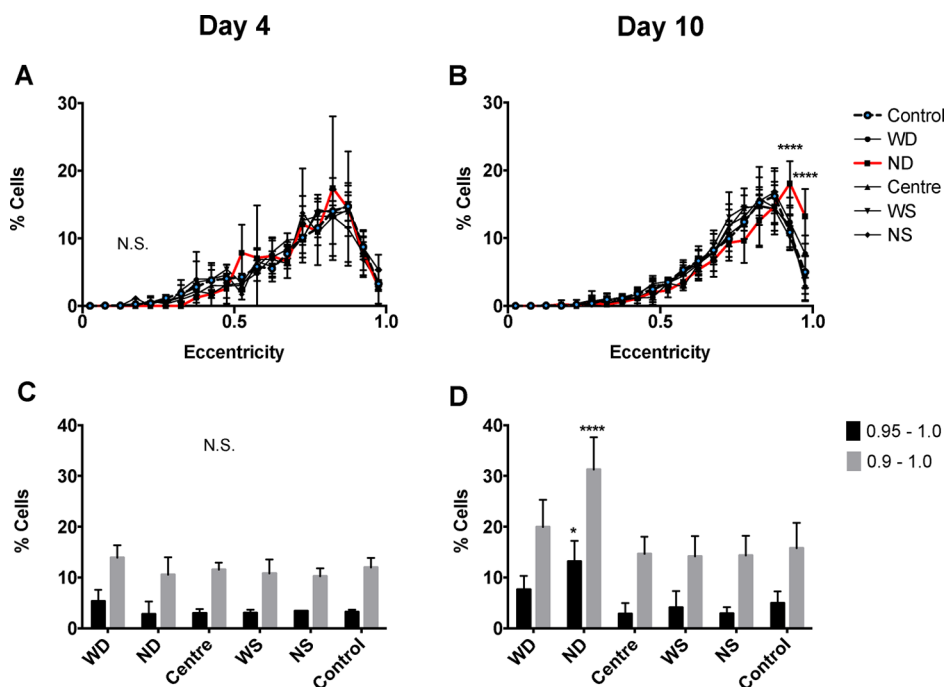 Day 4
Day 10
A
30
20
10
0
% Cells
N.S.
0
0.5
1.0
Eccentricity
B
30
20
10
0
% Cells
****
****
0
0.5
1.0
Eccentricity
Control
WD
ND
Centre
WS
NS
C
40
30
20
10
0
% Cells
N.S.
WD
ND
Centre
WS
NS
Control
D
40
30
20
10
0
% Cells
*
****
WD
ND
Centre
WS
NS
Control
0.95 - 1.0
0.9 - 1.0